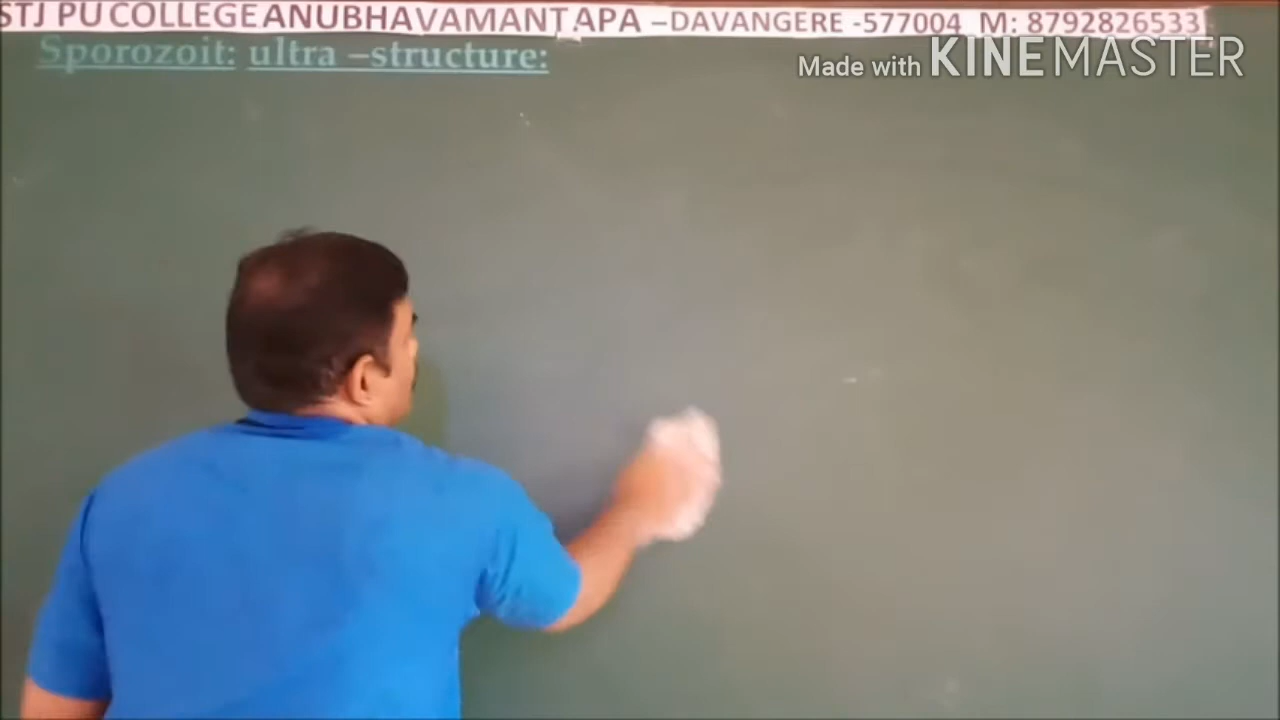 STJ PU COLLEGE ANUBHAVAMANTAPA –DAVANGERE -577004 M: 8792826533
Sporozoit: ultra –structure:
Made with KINEMASTER